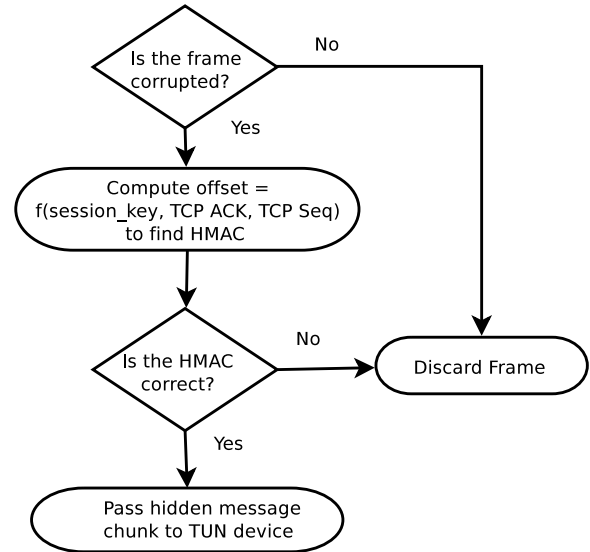 Is the frame
corrupted?
No
Yes
Compute offset =
f(session_key, TCP ACK, TCP Seq)
to find HMAC
Is the HMAC
correct?
No
Discard Frame
Yes
Pass hidden message
chunk to TUN device